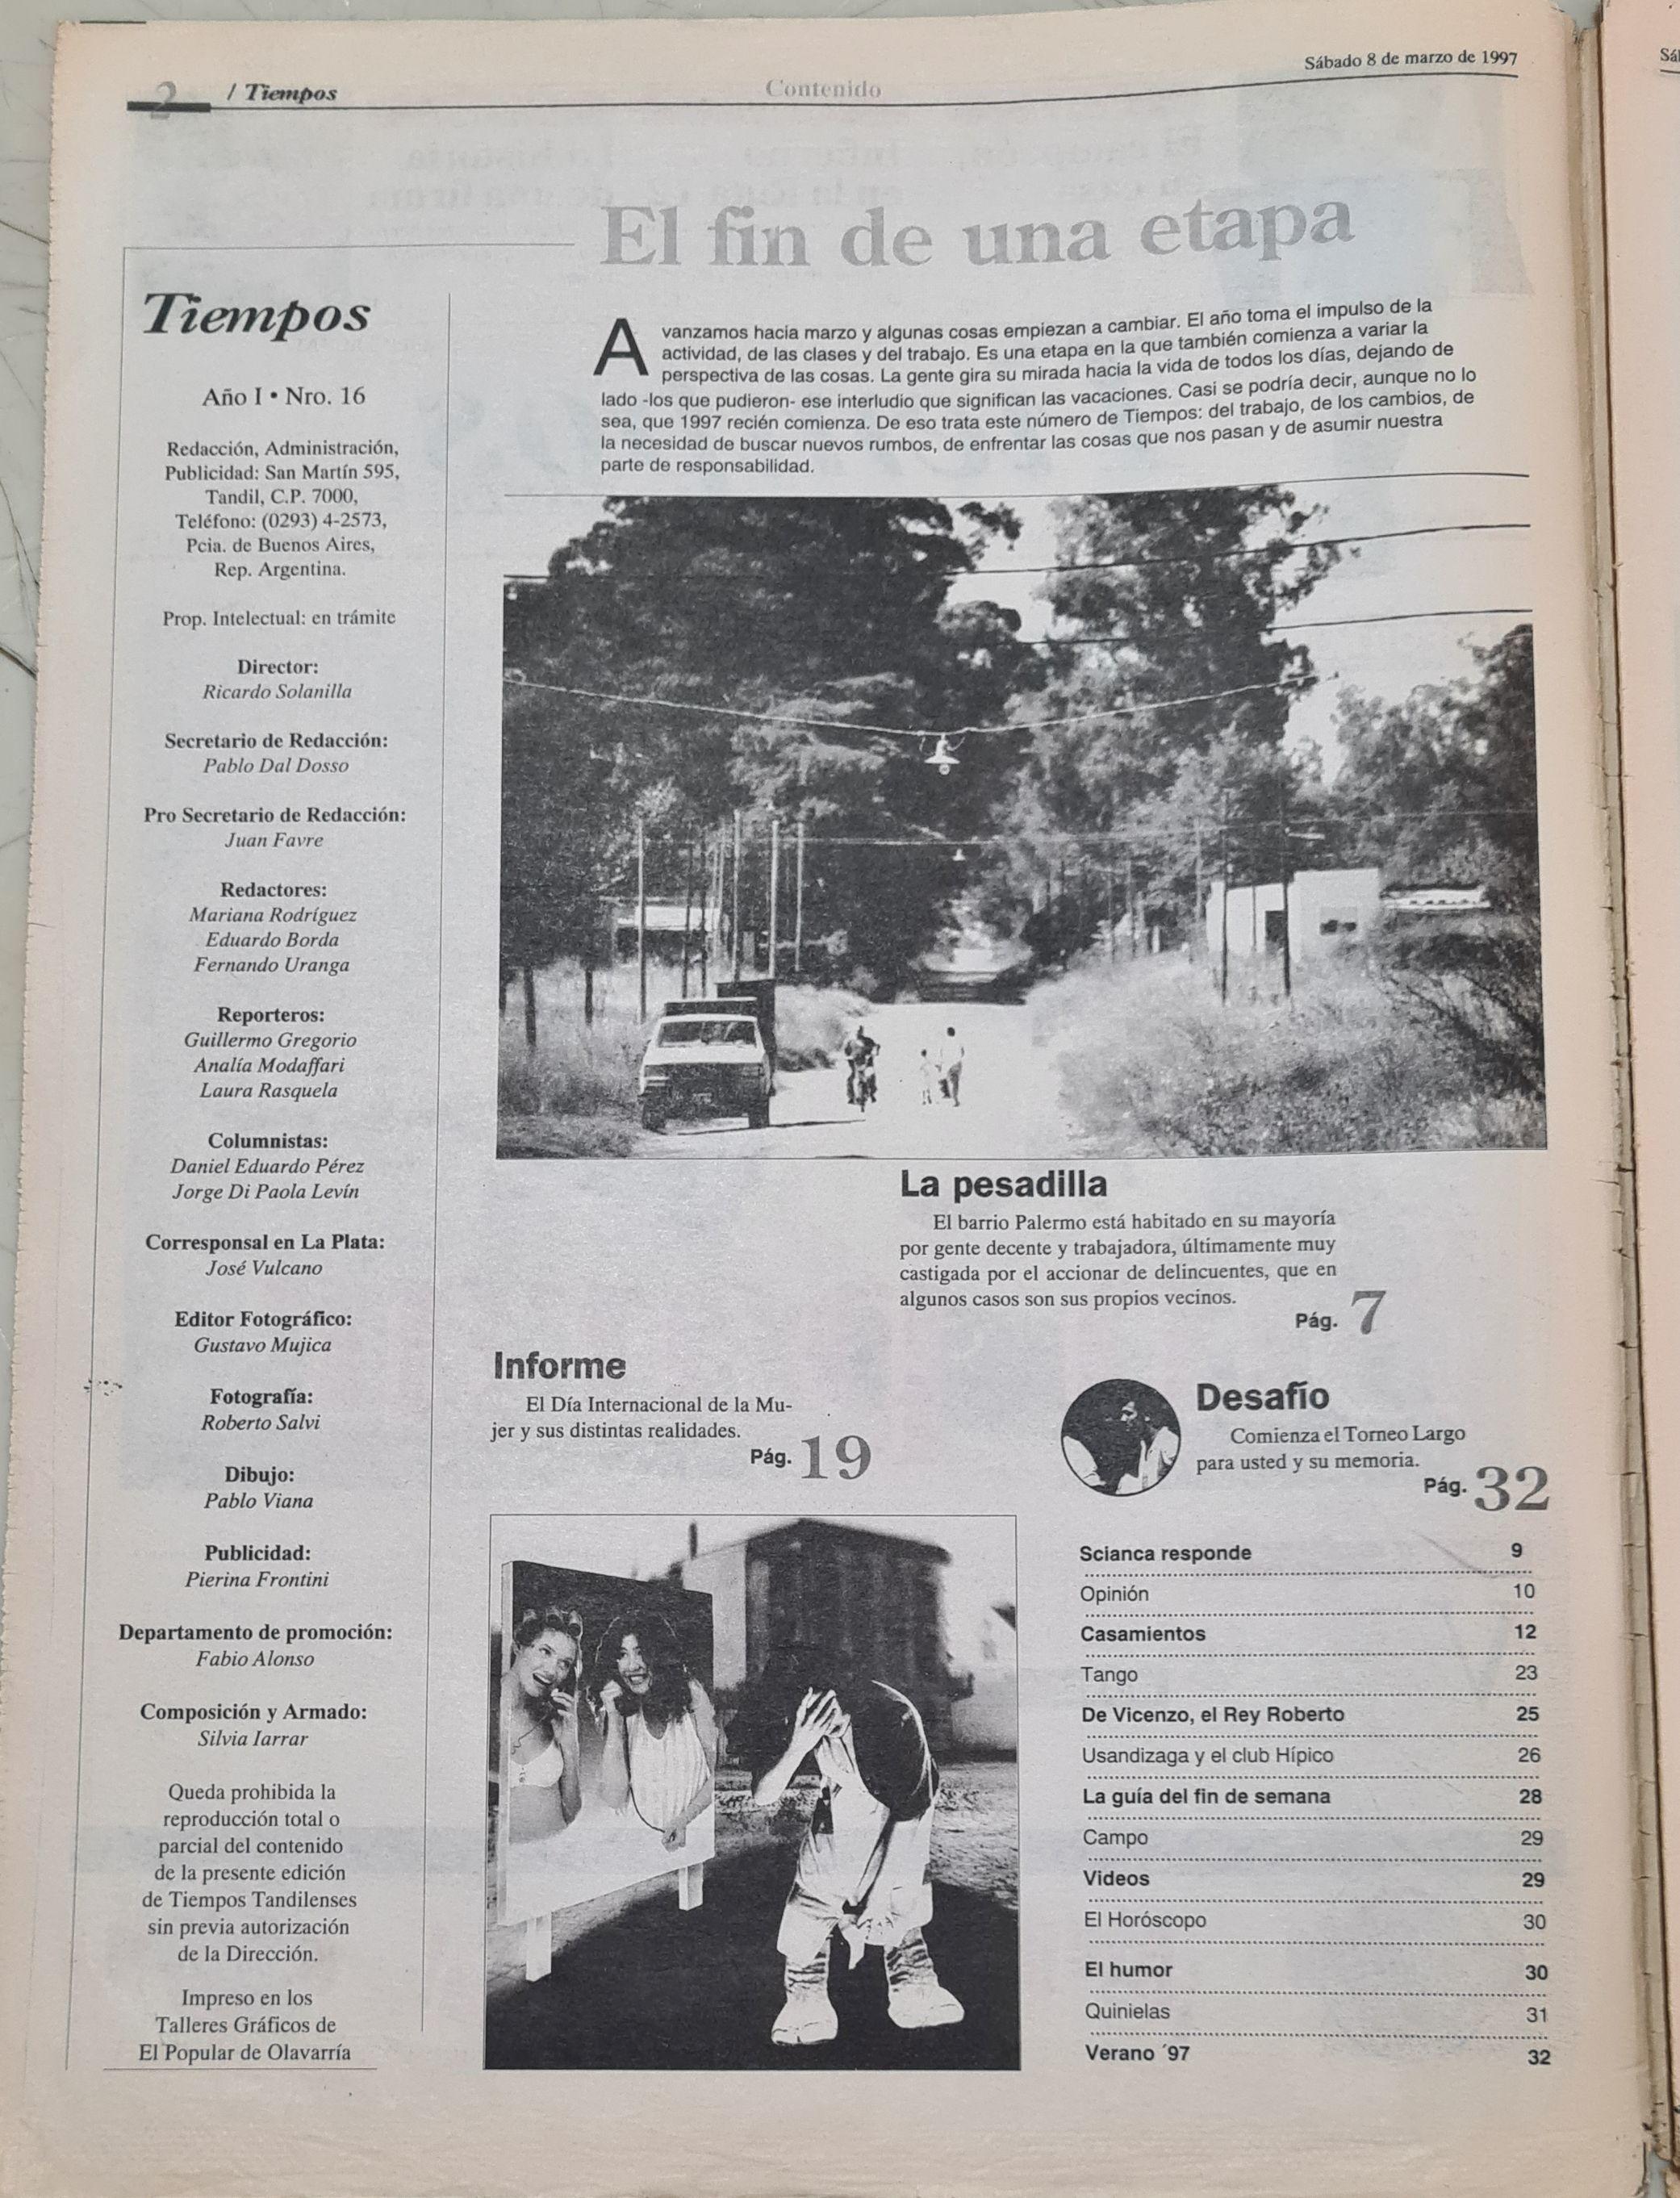 2 / Tiempos
Contenido
Sábado 8 de marzo de 1997
El fin de una etapa
Tiempos
Año I • Nro. 16
Redacción, Administración,
Publicidad: San Martín 595,
Tandil, C.P. 7000,
Teléfono: (0293) 4-2573,
Pcia. de Buenos Aires,
Rep. Argentina.
Prop. Intelectual: en trámite
Director:
Ricardo Solanilla
Secretario de Redacción:
Pablo Dal Dosso
Pro Secretario de Redacción:
Juan Favre
Redactores:
Mariana Rodríguez
Eduardo Borda
Fernando Uranga
Reporteros:
Guillermo Gregorio
Analía Modaffari
Laura Rasquela
Columnistas:
Daniel Eduardo Pérez
Jorge Di Paola Levín
Corresponsal en La Plata:
José Vulcano
Editor Fotográfico:
Gustavo Mujica
Fotografía:
Roberto Salvi
Dibujo:
Pablo Viana
Publicidad:
Pierina Frontini
Departamento de promoción:
Fabio Alonso
Composición y Armado:
Silvia Iarrar
Queda prohibida la
reproducción total o
parcial del contenido
de la presente edición
de Tiempos Tandilenses
sin previa autorización
de la Dirección.
Impreso en los
Talleres Gráficos de
El Popular de Olavarría
Avanzamos hacia marzo y algunas cosas empiezan a cambiar. El año toma el impulso de la
actividad, de las clases y del trabajo. Es una etapa en la que también comienza a variar la
perspectiva de las cosas. La gente gira su mirada hacia la vida de todos los días, dejando de
lado -los que pudieron- ese interludio que significan las vacaciones. Casi se podría decir, aunque no lo
sea, que 1997 recién comienza. De eso trata este número de Tiempos: del trabajo, de los cambios, de
la necesidad de buscar nuevos rumbos, de enfrentar las cosas que nos pasan y de asumir nuestra
parte de responsabilidad.
La pesadilla
El barrio Palermo está habitado en su mayoría
por gente decente y trabajadora, últimamente muy
castigada por el accionar de delincuentes, que en
algunos casos son sus propios vecinos.
Pág. 7
Informe
El Día Internacional de la Mu-
jer y sus distintas realidades.
Pág. 19
Desafío
Comienza el Torneo Largo
para usted y su memoria.
Pág. 32
Scianca responde 9
Opinión 10
Casamientos 12
Tango 23
De Vicenzo, el Rey Roberto 25
Usandizaga y el club Hípico 26
La guía del fin de semana 28
Campo 29
Videos 29
El Horóscopo 30
El humor 30
Quinielas 31
Verano ´97 32